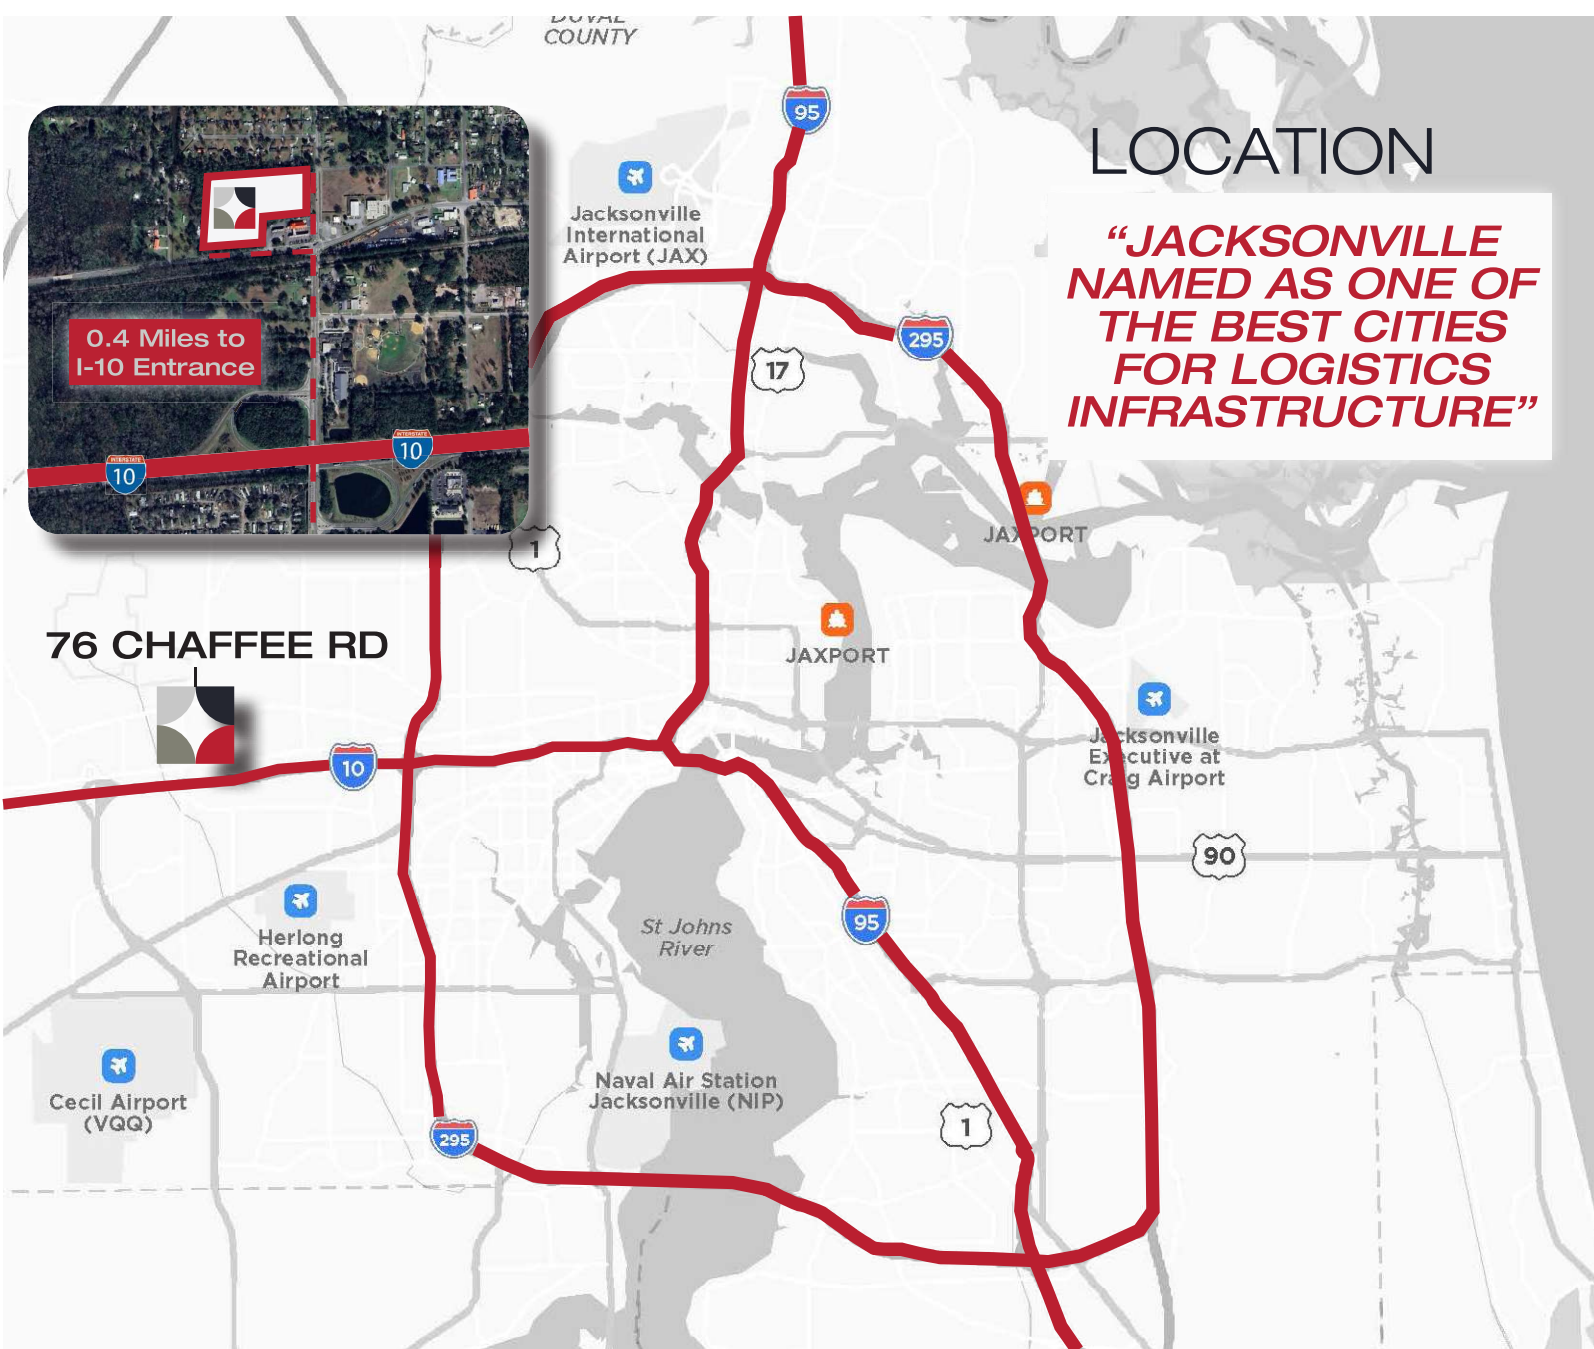 DUVAL
COUNTY
95
LOCATION
“JACKSONVILLE
NAMED AS ONE OF
THE BEST CITIES
FOR LOGISTICS
INFRASTRUCTURE”
Jacksonville
International
Airport (JAX)
0.4 Miles to
I-10 Entrance
295
17
INTERSTATE
10
INTERSTATE
10
JAXPORT
1
JAXPORT
76 CHAFFEE RD
Jacksonville
Executive at
Craig Airport
10
90
Herlong
Recreational
Airport
St Johns
River
95
Cecil Airport
(VQQ)
Naval Air Station
Jacksonville (NIP)
1
295